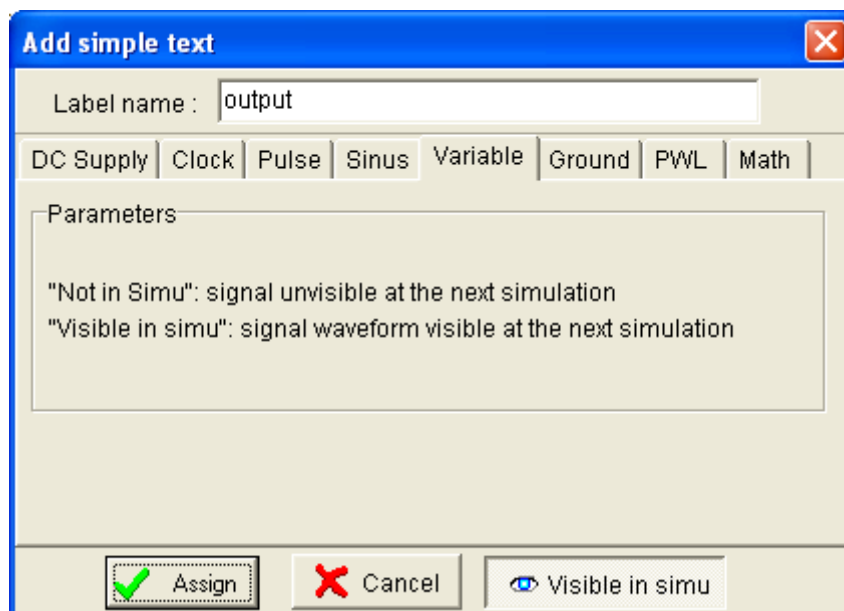 Add simple text
Label name : output
DC Supply Clock Pulse Sinus Variable Ground PWL Math
Parameters
"Not in Simu": signal unvisible at the next simulation
"Visible in simu": signal waveform visible at the next simulation
Assign Cancel Visible in simu